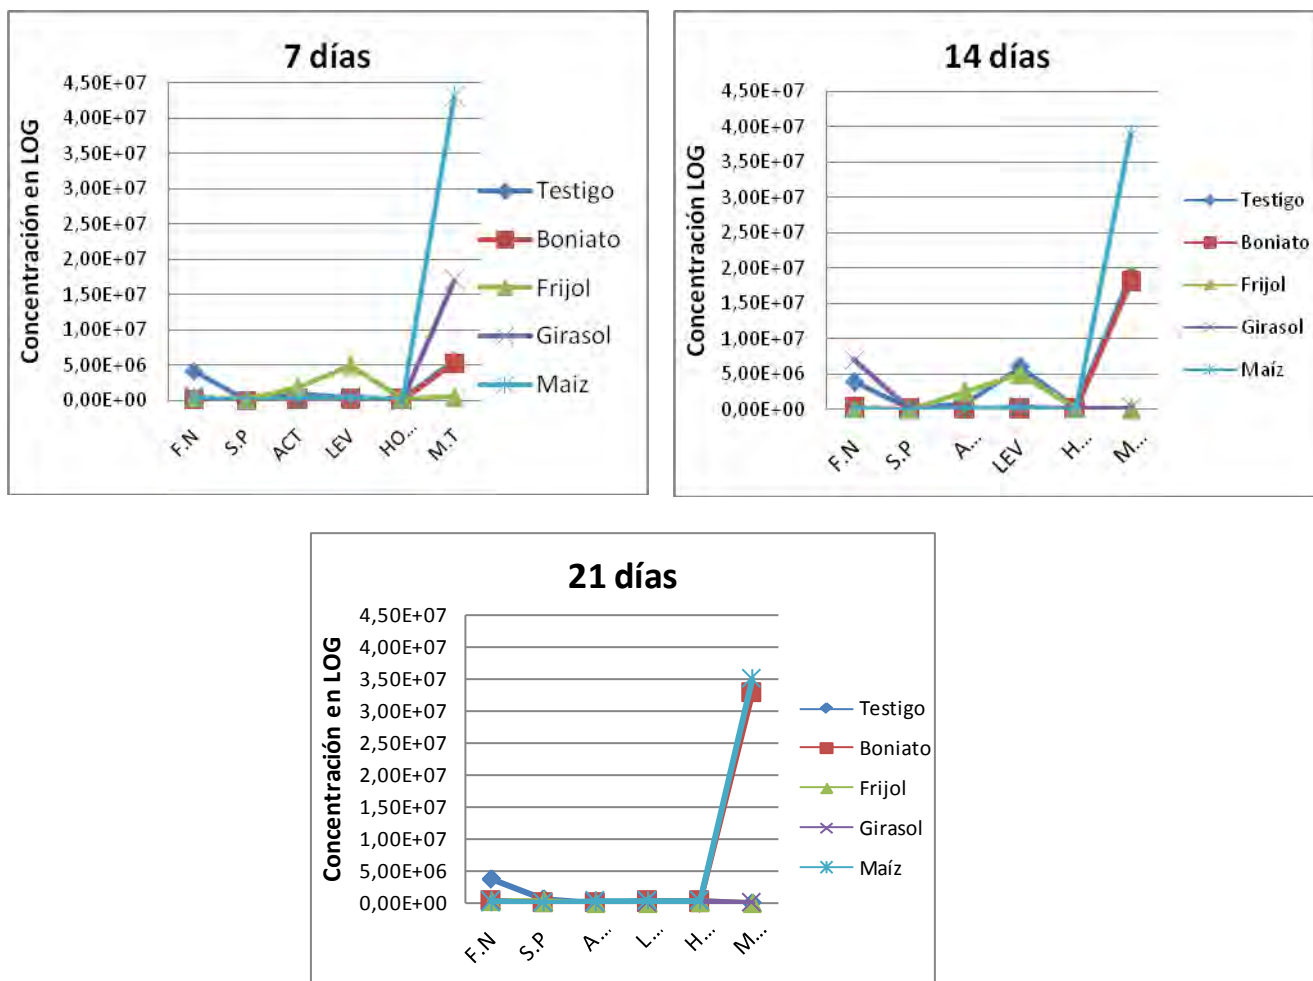 7 días
Concentración en LOG
4,50E+07
4,00E+07
3,50E+07
3,00E+07
2,50E+07
2,00E+07
1,50E+07
1,00E+07
5,00E+06
0,00E+00
F.N
S.P
ACT
LEV
HO...
M.T
Testigo
Boniato
Frijol
Girasol
Maíz
14 días
Concentración LOG
4,50E+07
4,00E+07
3,50E+07
3,00E+07
2,50E+07
2,00E+07
1,50E+07
1,00E+07
5,00E+06
0,00E+00
F.N
S.P
A...
LEV
H...
M...
Testigo
Boniato
Frijol
Girasol
Maíz
21 días
Concentración en LOG
4,50E+07
4,00E+07
3,50E+07
3,00E+07
2,50E+07
2,00E+07
1,50E+07
1,00E+07
5,00E+06
0,00E+00
F.N
S.P
A...
L...
H...
M...
Testigo
Boniato
Frijol
Girasol
Maíz